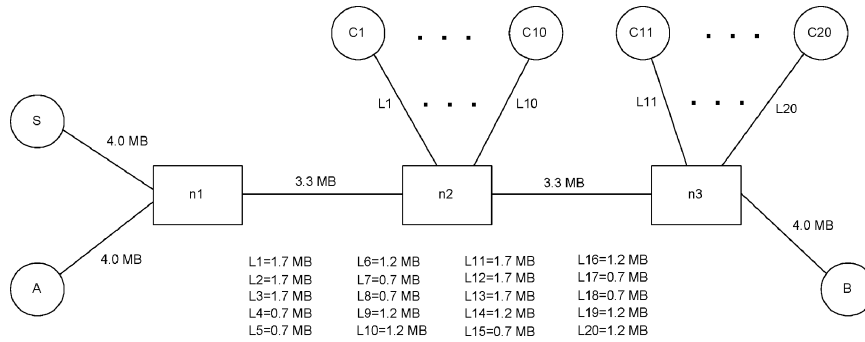 C1 . . . C10 C11 . . . C20
L1 . . . L10 L11 . . . L20
S
4.0 MB
n1 3.3 MB n2 3.3 MB n3
4.0 MB 4.0 MB
A B
L1=1.7 MB L6=1.2 MB L11=1.7 MB L16=1.2 MB
L2=1.7 MB L7=0.7 MB L12=1.7 MB L17=0.7 MB
L3=1.7 MB L8=0.7 MB L13=1.7 MB L18=0.7 MB
L4=0.7 MB L9=1.2 MB L14=1.2 MB L19=1.2 MB
L5=0.7 MB L10=1.2 MB L15=0.7 MB L20=1.2 MB